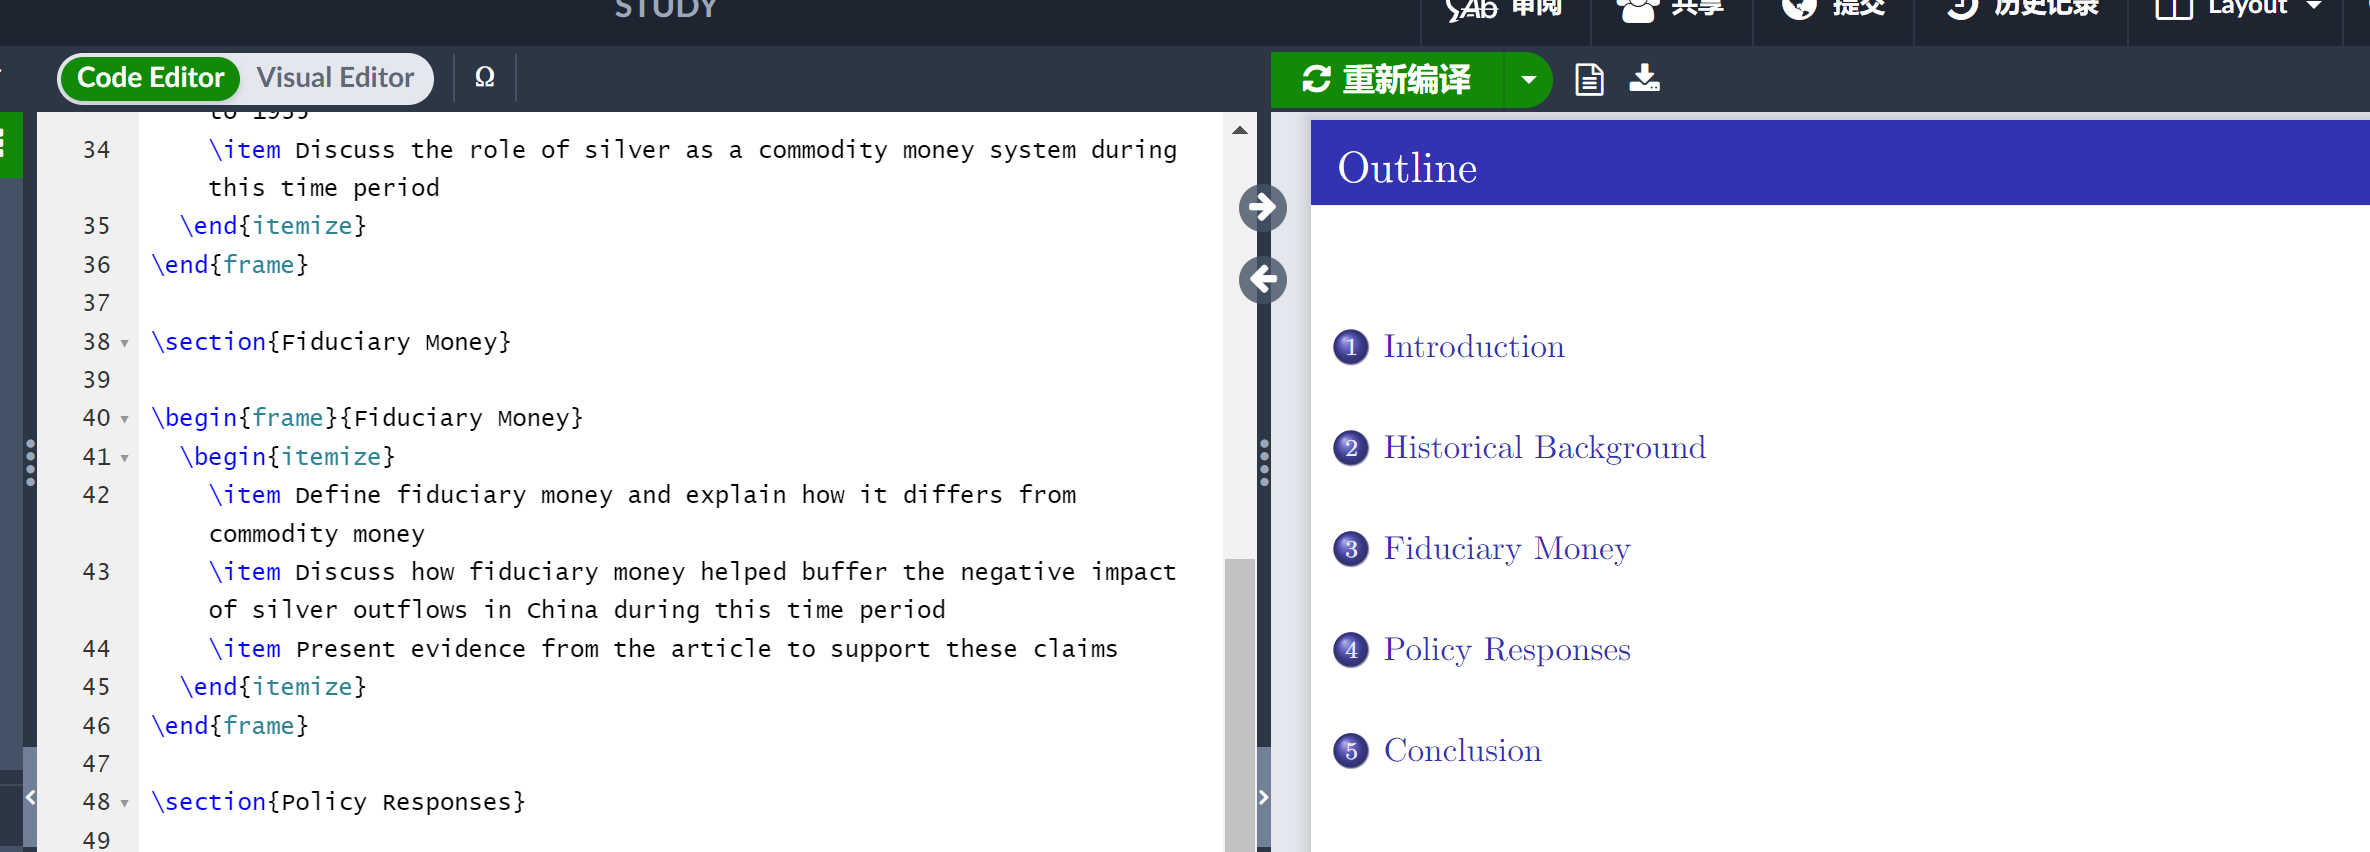 STUDY
审阅
共享
提交
历史记录
Layout
Code Editor
Visual Editor
Ω
重新编译
to 1935
34 \item Discuss the role of silver as a commodity money system during
this time period
35 \end{itemize}
36 \end{frame}
37
38 \section{Fiduciary Money}
39
40 \begin{frame}{Fiduciary Money}
41 \begin{itemize}
42 \item Define fiduciary money and explain how it differs from
commodity money
43 \item Discuss how fiduciary money helped buffer the negative impact
of silver outflows in China during this time period
44 \item Present evidence from the article to support these claims
45 \end{itemize}
46 \end{frame}
47
48 \section{Policy Responses}
49
Outline
1 Introduction
2 Historical Background
3 Fiduciary Money
4 Policy Responses
5 Conclusion